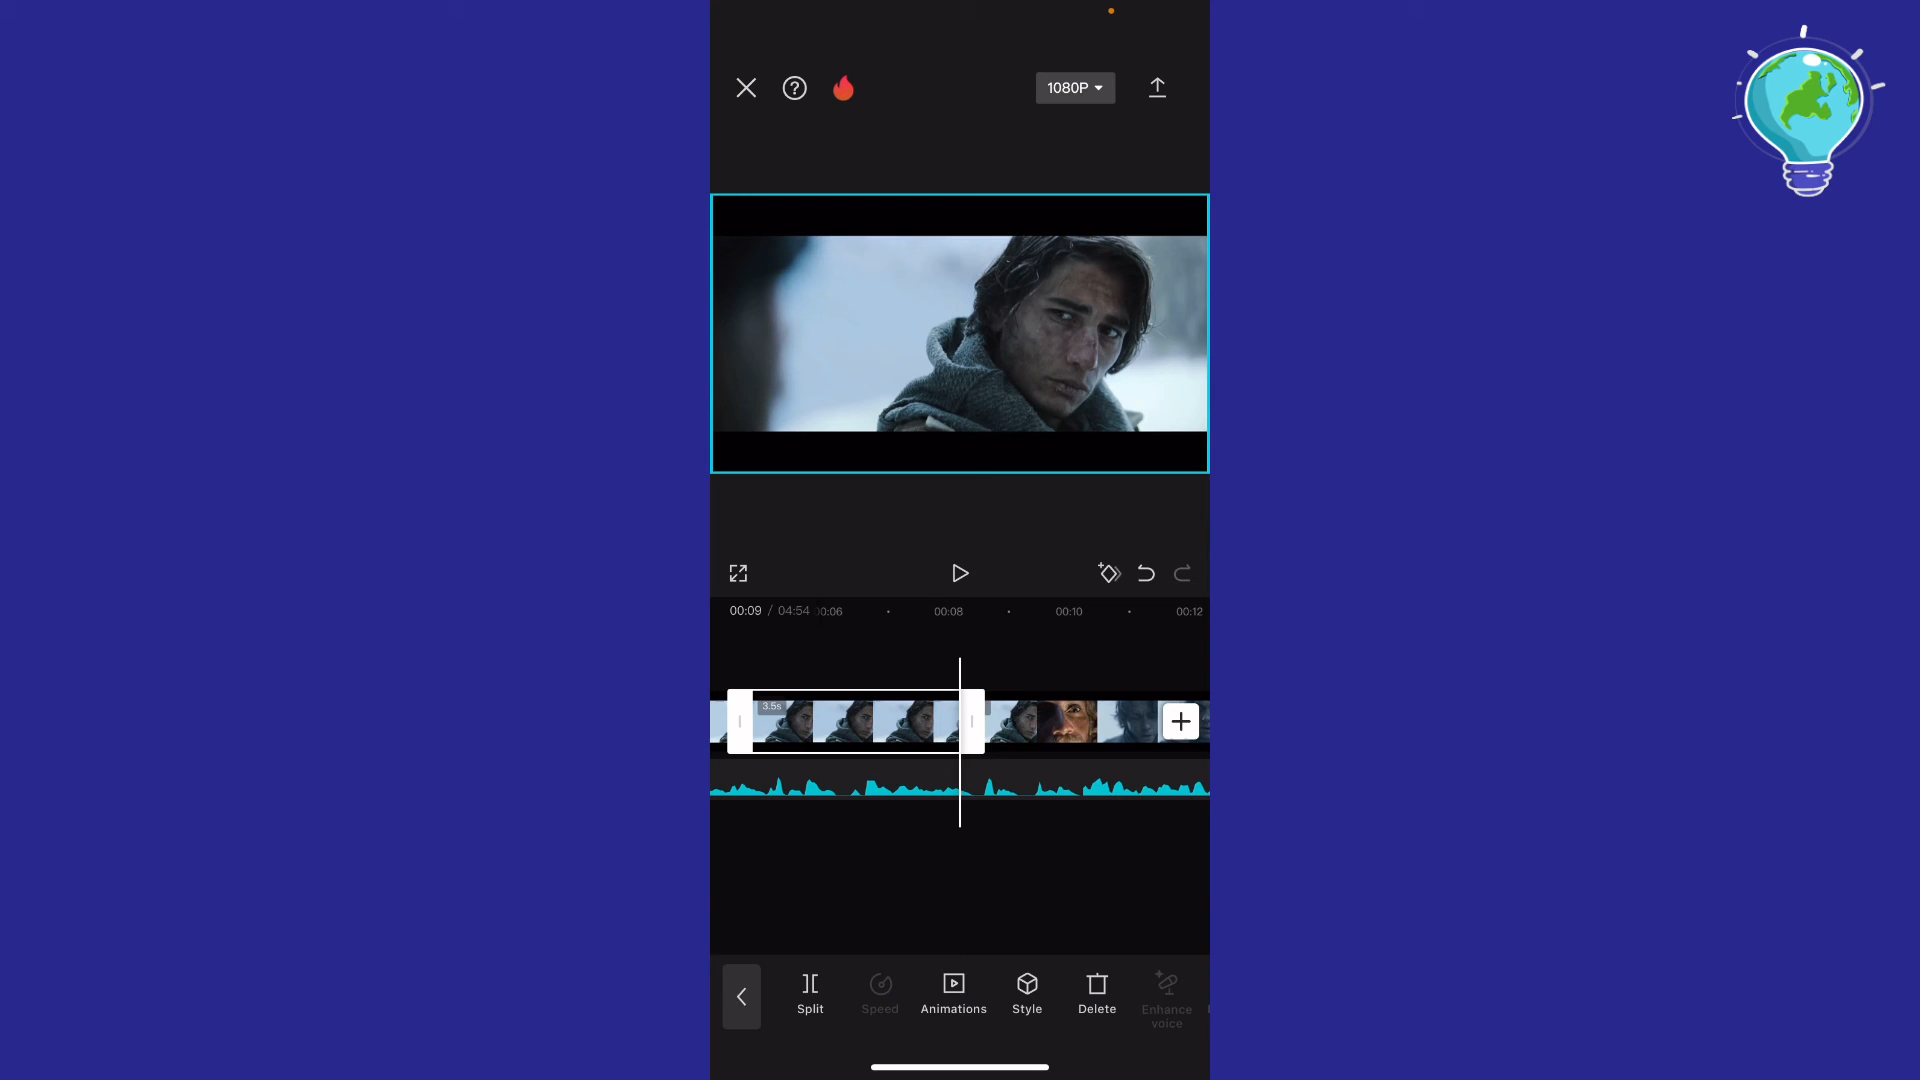 1080P
00:09 / 04:54 00:06 00:08 00:10 00:12
3.5s
Split Speed Animations Style Delete Enhance
voice